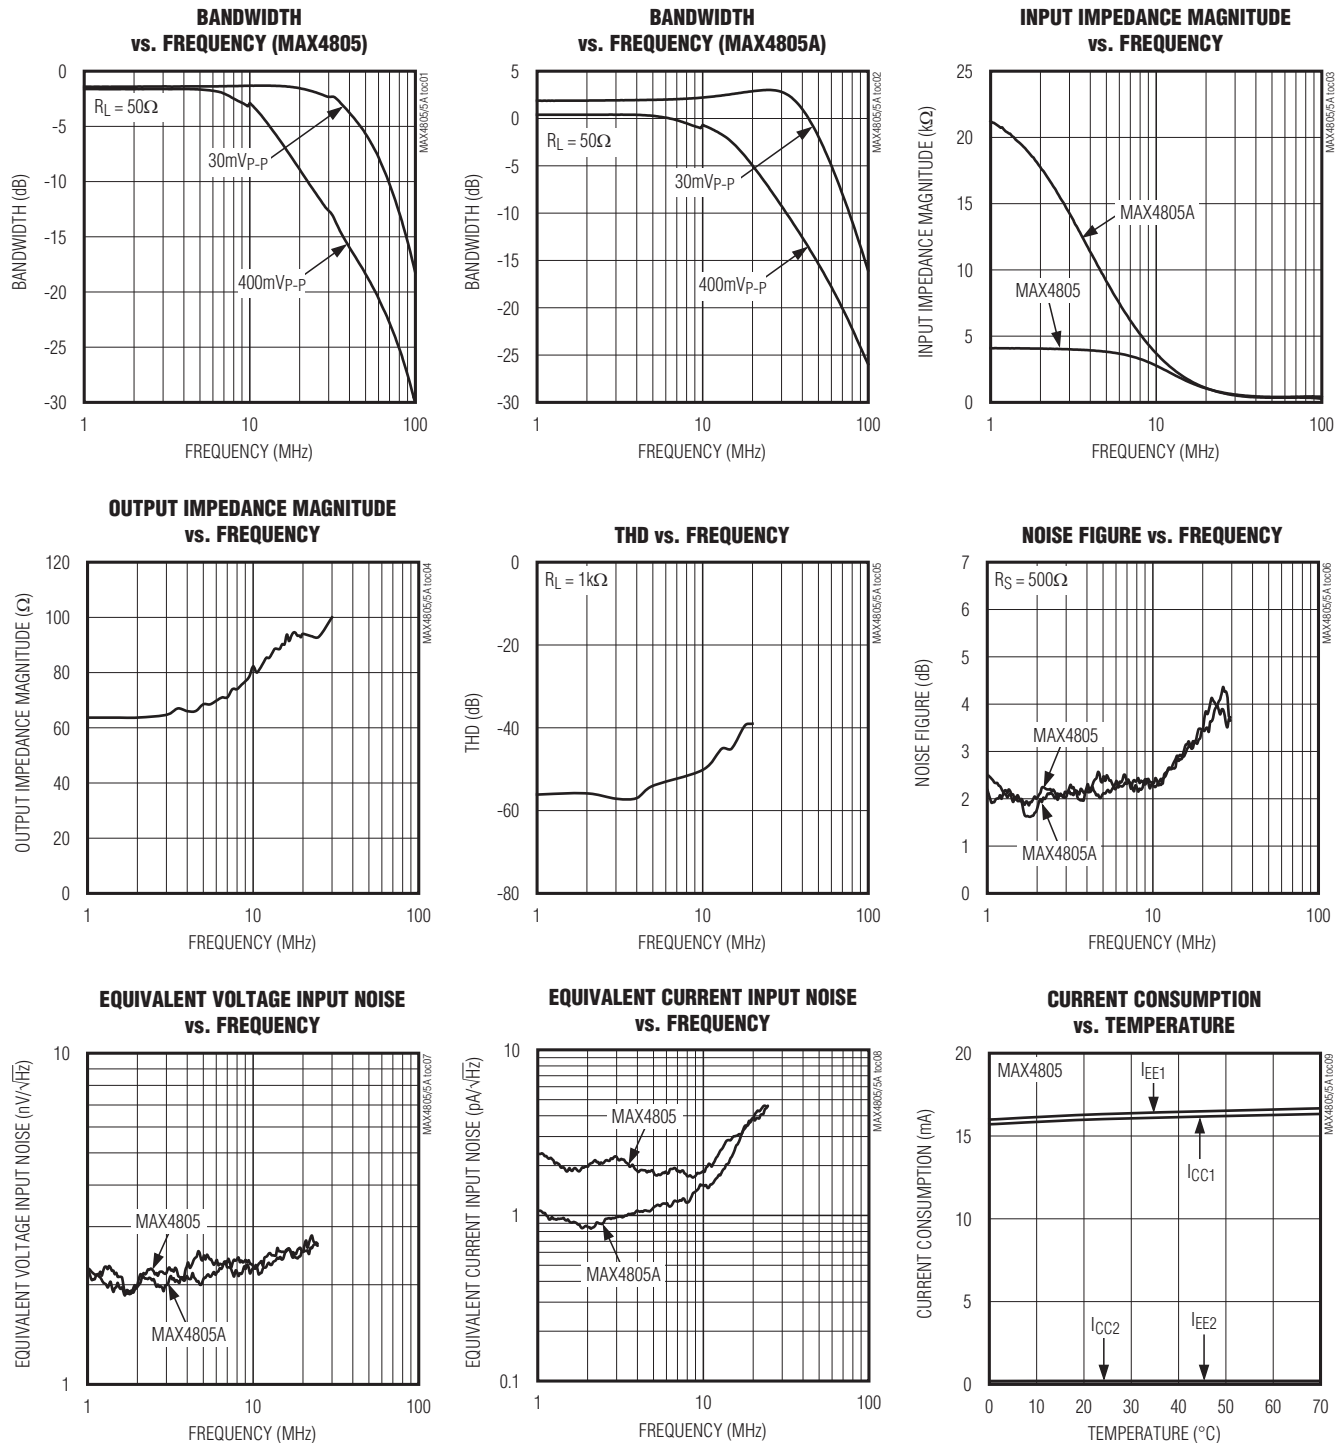 BANDWIDTH
vs. FREQUENCY (MAX4805)
MAX4805/5A toc01
BANDWIDTH (dB)
0
-5
-10
-15
-20
-25
-30
RL = 50Ω
30mVP-P
400mVP-P
1
10
100
FREQUENCY (MHz)
BANDWIDTH
vs. FREQUENCY (MAX4805A)
MAX4805/5A toc02
BANDWIDTH (dB)
5
0
-5
-10
-15
-20
-25
-30
RL = 50Ω
30mVP-P
400mVP-P
1
10
100
FREQUENCY (MHz)
INPUT IMPEDANCE MAGNITUDE
vs. FREQUENCY
MAX4805/5A toc03
INPUT IMPEDANCE MAGNITUDE (kΩ)
25
20
15
10
5
0
MAX4805A
MAX4805
1
10
100
FREQUENCY (MHz)
OUTPUT IMPEDANCE MAGNITUDE
vs. FREQUENCY
MAX4805/5A toc04
OUTPUT IMPEDANCE MAGNITUDE (Ω)
120
100
80
60
40
20
0
1
10
100
FREQUENCY (MHz)
THD vs. FREQUENCY
MAX4805/5A toc05
THD (dB)
0
-20
-40
-60
-80
RL = 1kΩ
1
10
100
FREQUENCY (MHz)
NOISE FIGURE vs. FREQUENCY
MAX4805/5A toc06
NOISE FIGURE (dB)
7
6
5
4
3
2
1
0
RS = 500Ω
MAX4805
MAX4805A
1
10
100
FREQUENCY (MHz)
EQUIVALENT VOLTAGE INPUT NOISE
vs. FREQUENCY
MAX4805/5A toc07
EQUIVALENT VOLTAGE INPUT NOISE (nV/√Hz)
10
1
MAX4805
MAX4805A
1
10
100
FREQUENCY (MHz)
EQUIVALENT CURRENT INPUT NOISE
vs. FREQUENCY
MAX4805/5A toc08
EQUIVALENT CURRENT INPUT NOISE (pA/√Hz)
10
1
0.1
MAX4805
MAX4805A
1
10
100
FREQUENCY (MHz)
CURRENT CONSUMPTION
vs. TEMPERATURE
MAX4805/5A toc09
CURRENT CONSUMPTION (mA)
20
15
10
5
0
MAX4805
IEE1
ICC1
ICC2
IEE2
0
10
20
30
40
50
60
70
TEMPERATURE (°C)